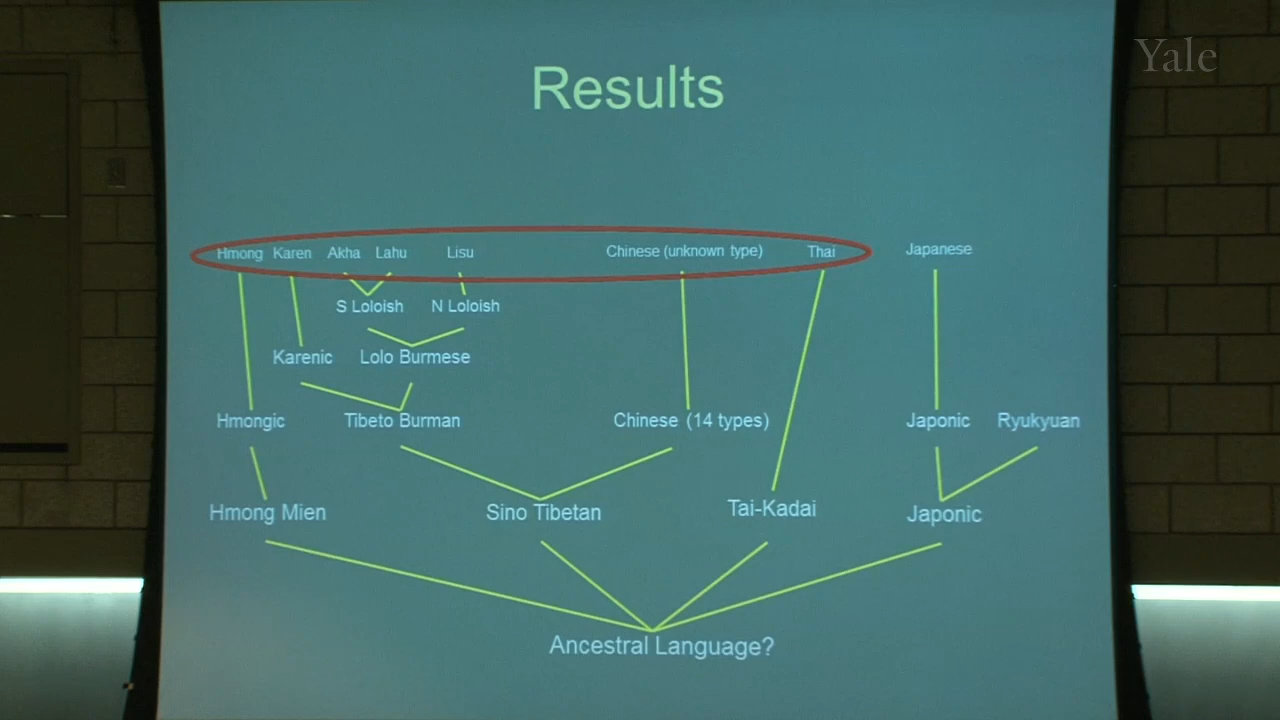 Yale
Results
Hmong Karen Akha Lahu Lisu Chinese (unknown type) Thai Japanese
S Loloish N Loloish
Karenic Lolo Burmese
Hmongic Tibeto Burman Chinese (14 types) Japonic Ryukyuan
Hmong Mien Sino Tibetan Tai-Kadai Japonic
Ancestral Language?